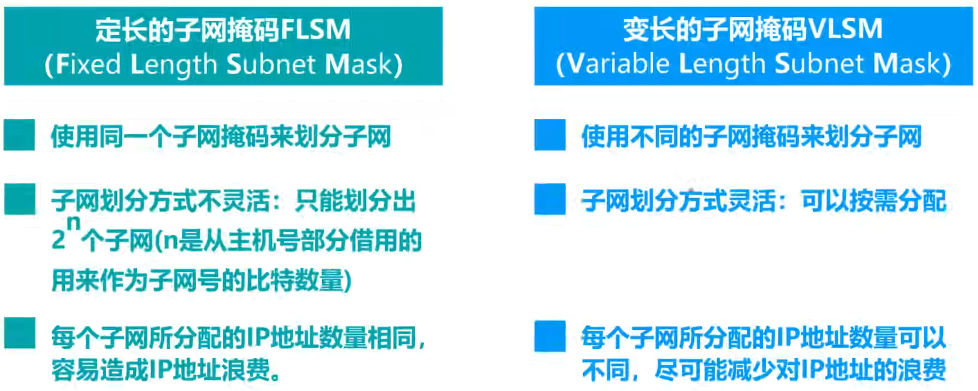 定长的子网掩码FLSM
(Fixed Length Subnet Mask)
使用同一个子网掩码来划分子网
子网划分方式不灵活：只能划分出
2ⁿ个子网(n是从主机号部分借用的
用来作为子网号的比特数量)
每个子网所分配的IP地址数量相同，
容易造成IP地址浪费。
变长的子网掩码VLSM
(Variable Length Subnet Mask)
使用不同的子网掩码来划分子网
子网划分方式灵活：可以按需分配
每个子网所分配的IP地址数量可以
不同，尽可能减少对IP地址的浪费